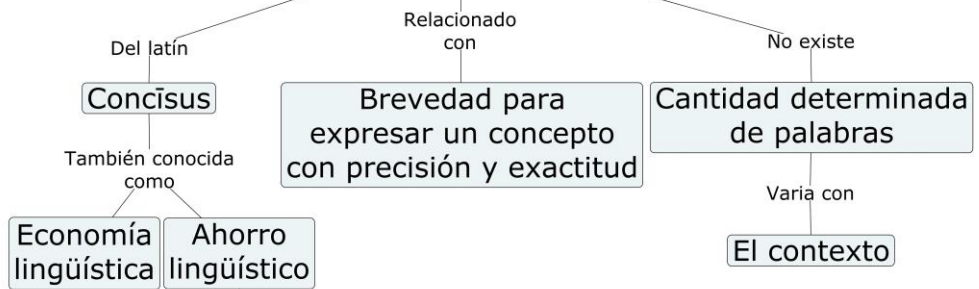 Del latín
Concīsus
También conocida
como
Economía
lingüística
Ahorro
lingüístico
Relacionado
con
Brevedad para
expresar un concepto
con precisión y exactitud
No existe
Cantidad determinada
de palabras
Varia con
El contexto